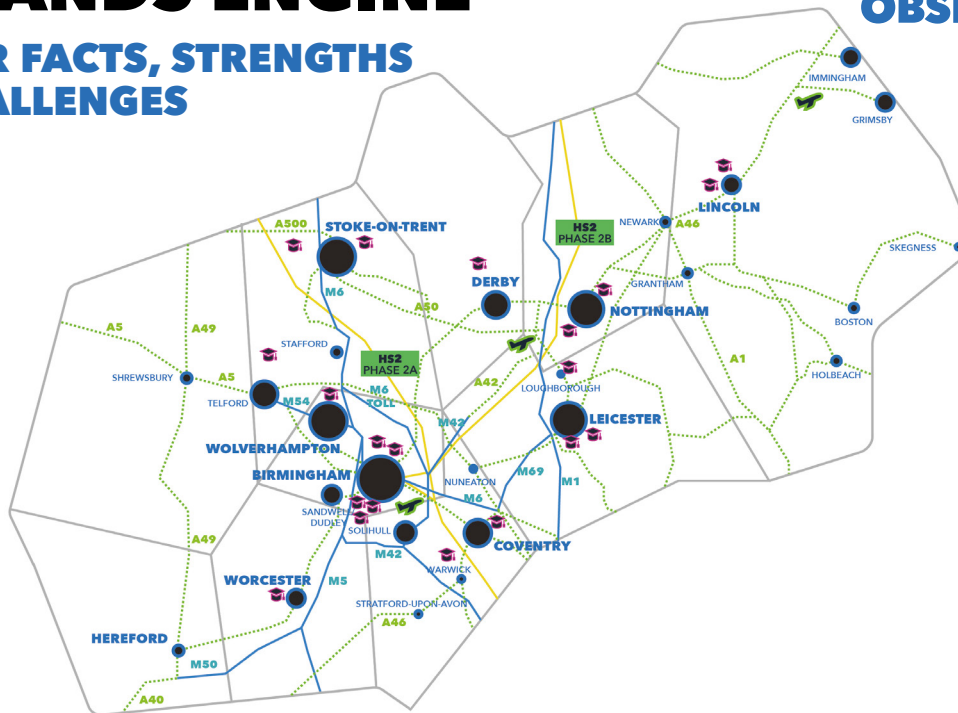 ANDS ENGINE
OBSE
R FACTS, STRENGTHS
ALLENGES
IMMINGHAM
GRIMSBY
LINCOLN
A500
STOKE-ON-TRENT
NEWARK
A46
HS2
PHASE 2B
SKEGNESS
DERBY
GRANTHAM
M6
A50
NOTTINGHAM
BOSTON
A5
A49
STAFFORD
HS2
PHASE 2A
A1
HOLBEACH
SHREWSBURY
A5
M6
TOLL
A42
LOUGHBOROUGH
TELFORD
M54
M42
LEICESTER
WOLVERHAMPTON
BIRMINGHAM
NUNEATON
M69
M1
M6
SANDWELL
DUDLEY
SOLIHULL
A49
M42
COVENTRY
WARWICK
WORCESTER
M5
STRATFORD-UPON-AVON
A46
HEREFORD
M50
A40